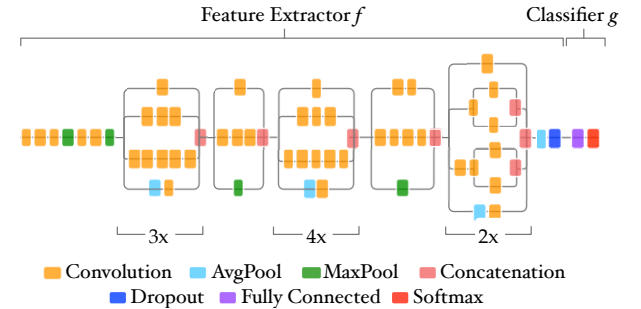 Feature Extractor f Classifier g
3x 4x 2x
Convolution AvgPool MaxPool Concatenation
Dropout Fully Connected Softmax